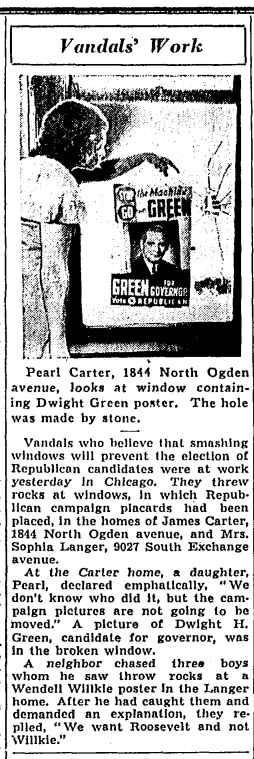 Vandals' Work
the Machine
GO
GREEN
GREEN FOR
GOVERNOR
Vote REPUBLICAN
Pearl Carter, 1844 North Ogden
avenue, looks at window contain-
ing Dwight Green poster. The hole
was made by stone.
Vandals who believe that smashing
windows will prevent the election of
Republican candidates were at work
yesterday in Chicago. They threw
rocks at windows, in which Repub-
lican campaign placards had been
placed, in the homes of James Carter,
1844 North Ogden avenue, and Mrs.
Sophia Langer, 9027 South Exchange
avenue.
At the Carter home, a daughter,
Pearl, declared emphatically, "We
don't know who did it, but the cam-
paign pictures are not going to be
moved." A picture of Dwight H.
Green, candidate for governor, was
in the broken window.
A neighbor chased three boys
whom he saw throw rocks at a
Wendell Willkie poster in the Langer
home. After he had caught them and
demanded an explanation, they re-
plied, "We want Roosevelt and not
Willkie."